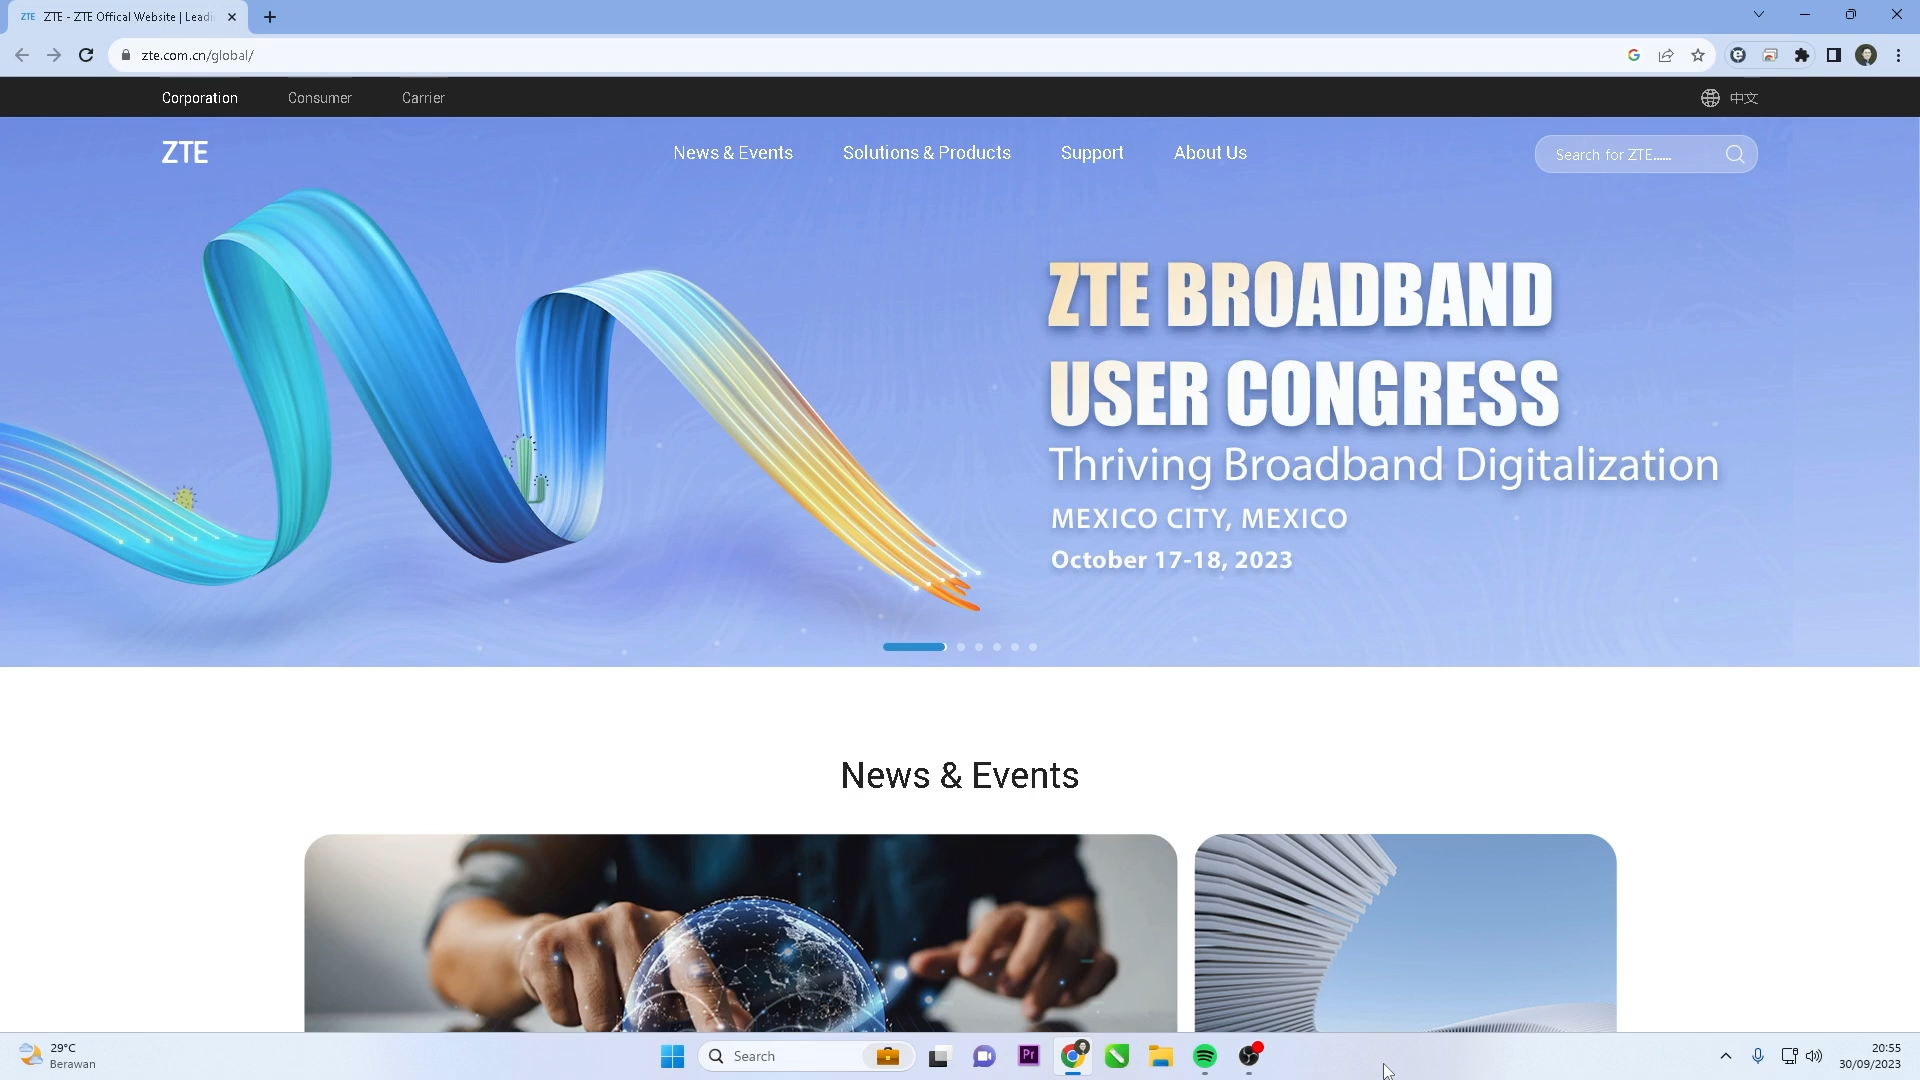 ZTE ZTE - ZTE Offical Website | Leadi
zte.com.cn/global/
Corporation Consumer Carrier 中文
ZTE News & Events Solutions & Products Support About Us Search for ZTE......
ZTE BROADBAND
USER CONGRESS
Thriving Broadband Digitalization
MEXICO CITY, MEXICO
October 17-18, 2023
News & Events
29°C
Berawan
Search
Pr
20:55
30/09/2023